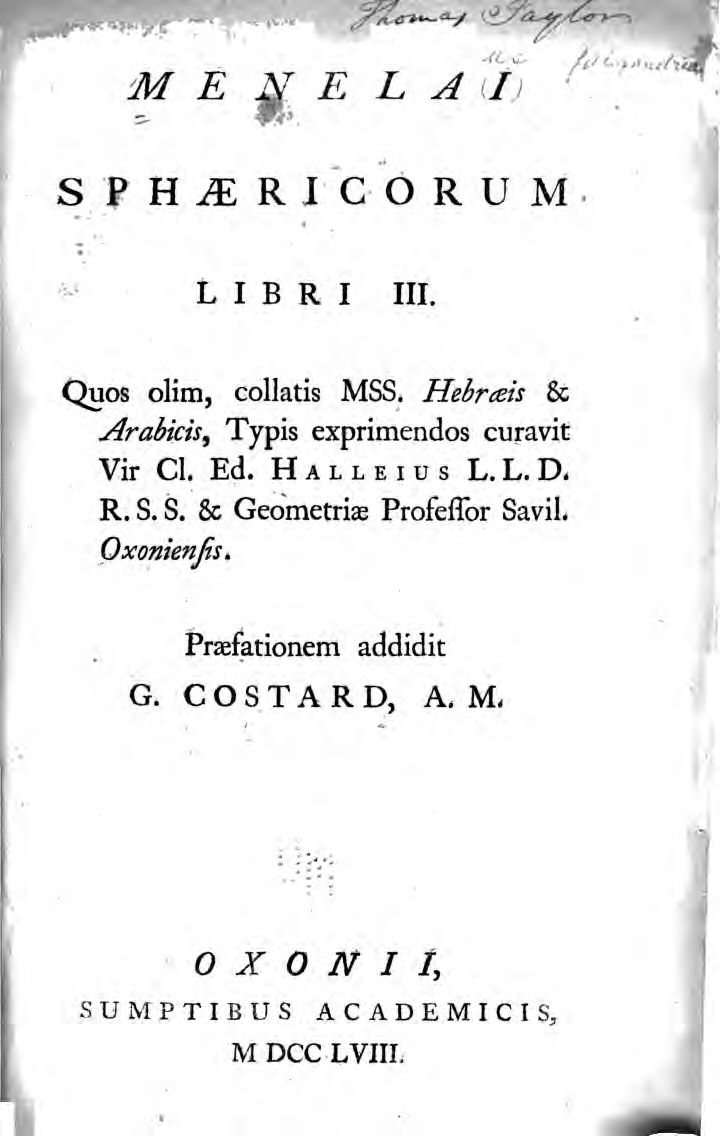 Thomas Taylor
MENELAI
SPHÆRICORUM
LIBRI III.
Quos olim, collatis MSS. Hebræis &
Arabicis, Typis exprimendos curavit
Vir Cl. Ed. HALLEIUS L. L. D.
R. S. S. & Geometriæ Profeſſor Savil.
Oxonienſis.
Præfationem addidit
G. COSTARD, A. M.
OXONII,
SUMPTIBUS ACADEMICIS,
M DCC LVIII.